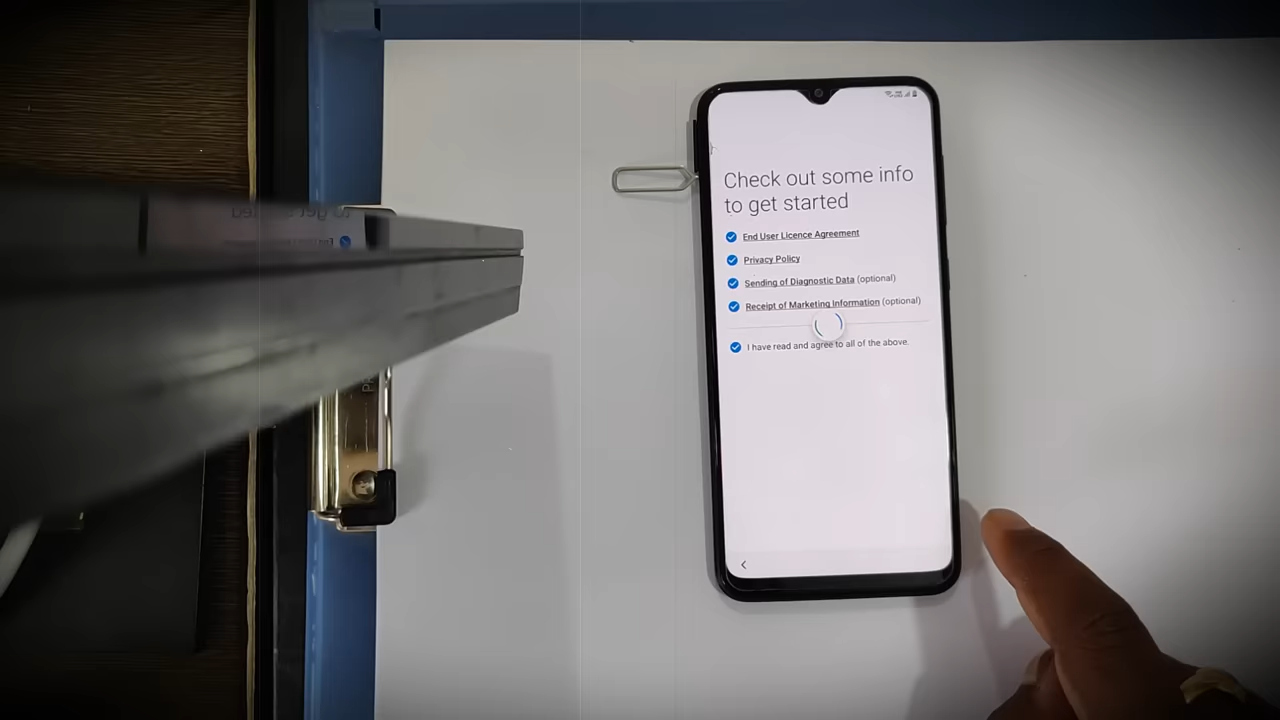 Check out some info
to get started
End User Licence Agreement
Privacy Policy
Sending of Diagnostic Data (optional)
Receipt of Marketing Information (optional)
I have read and agree to all of the above.